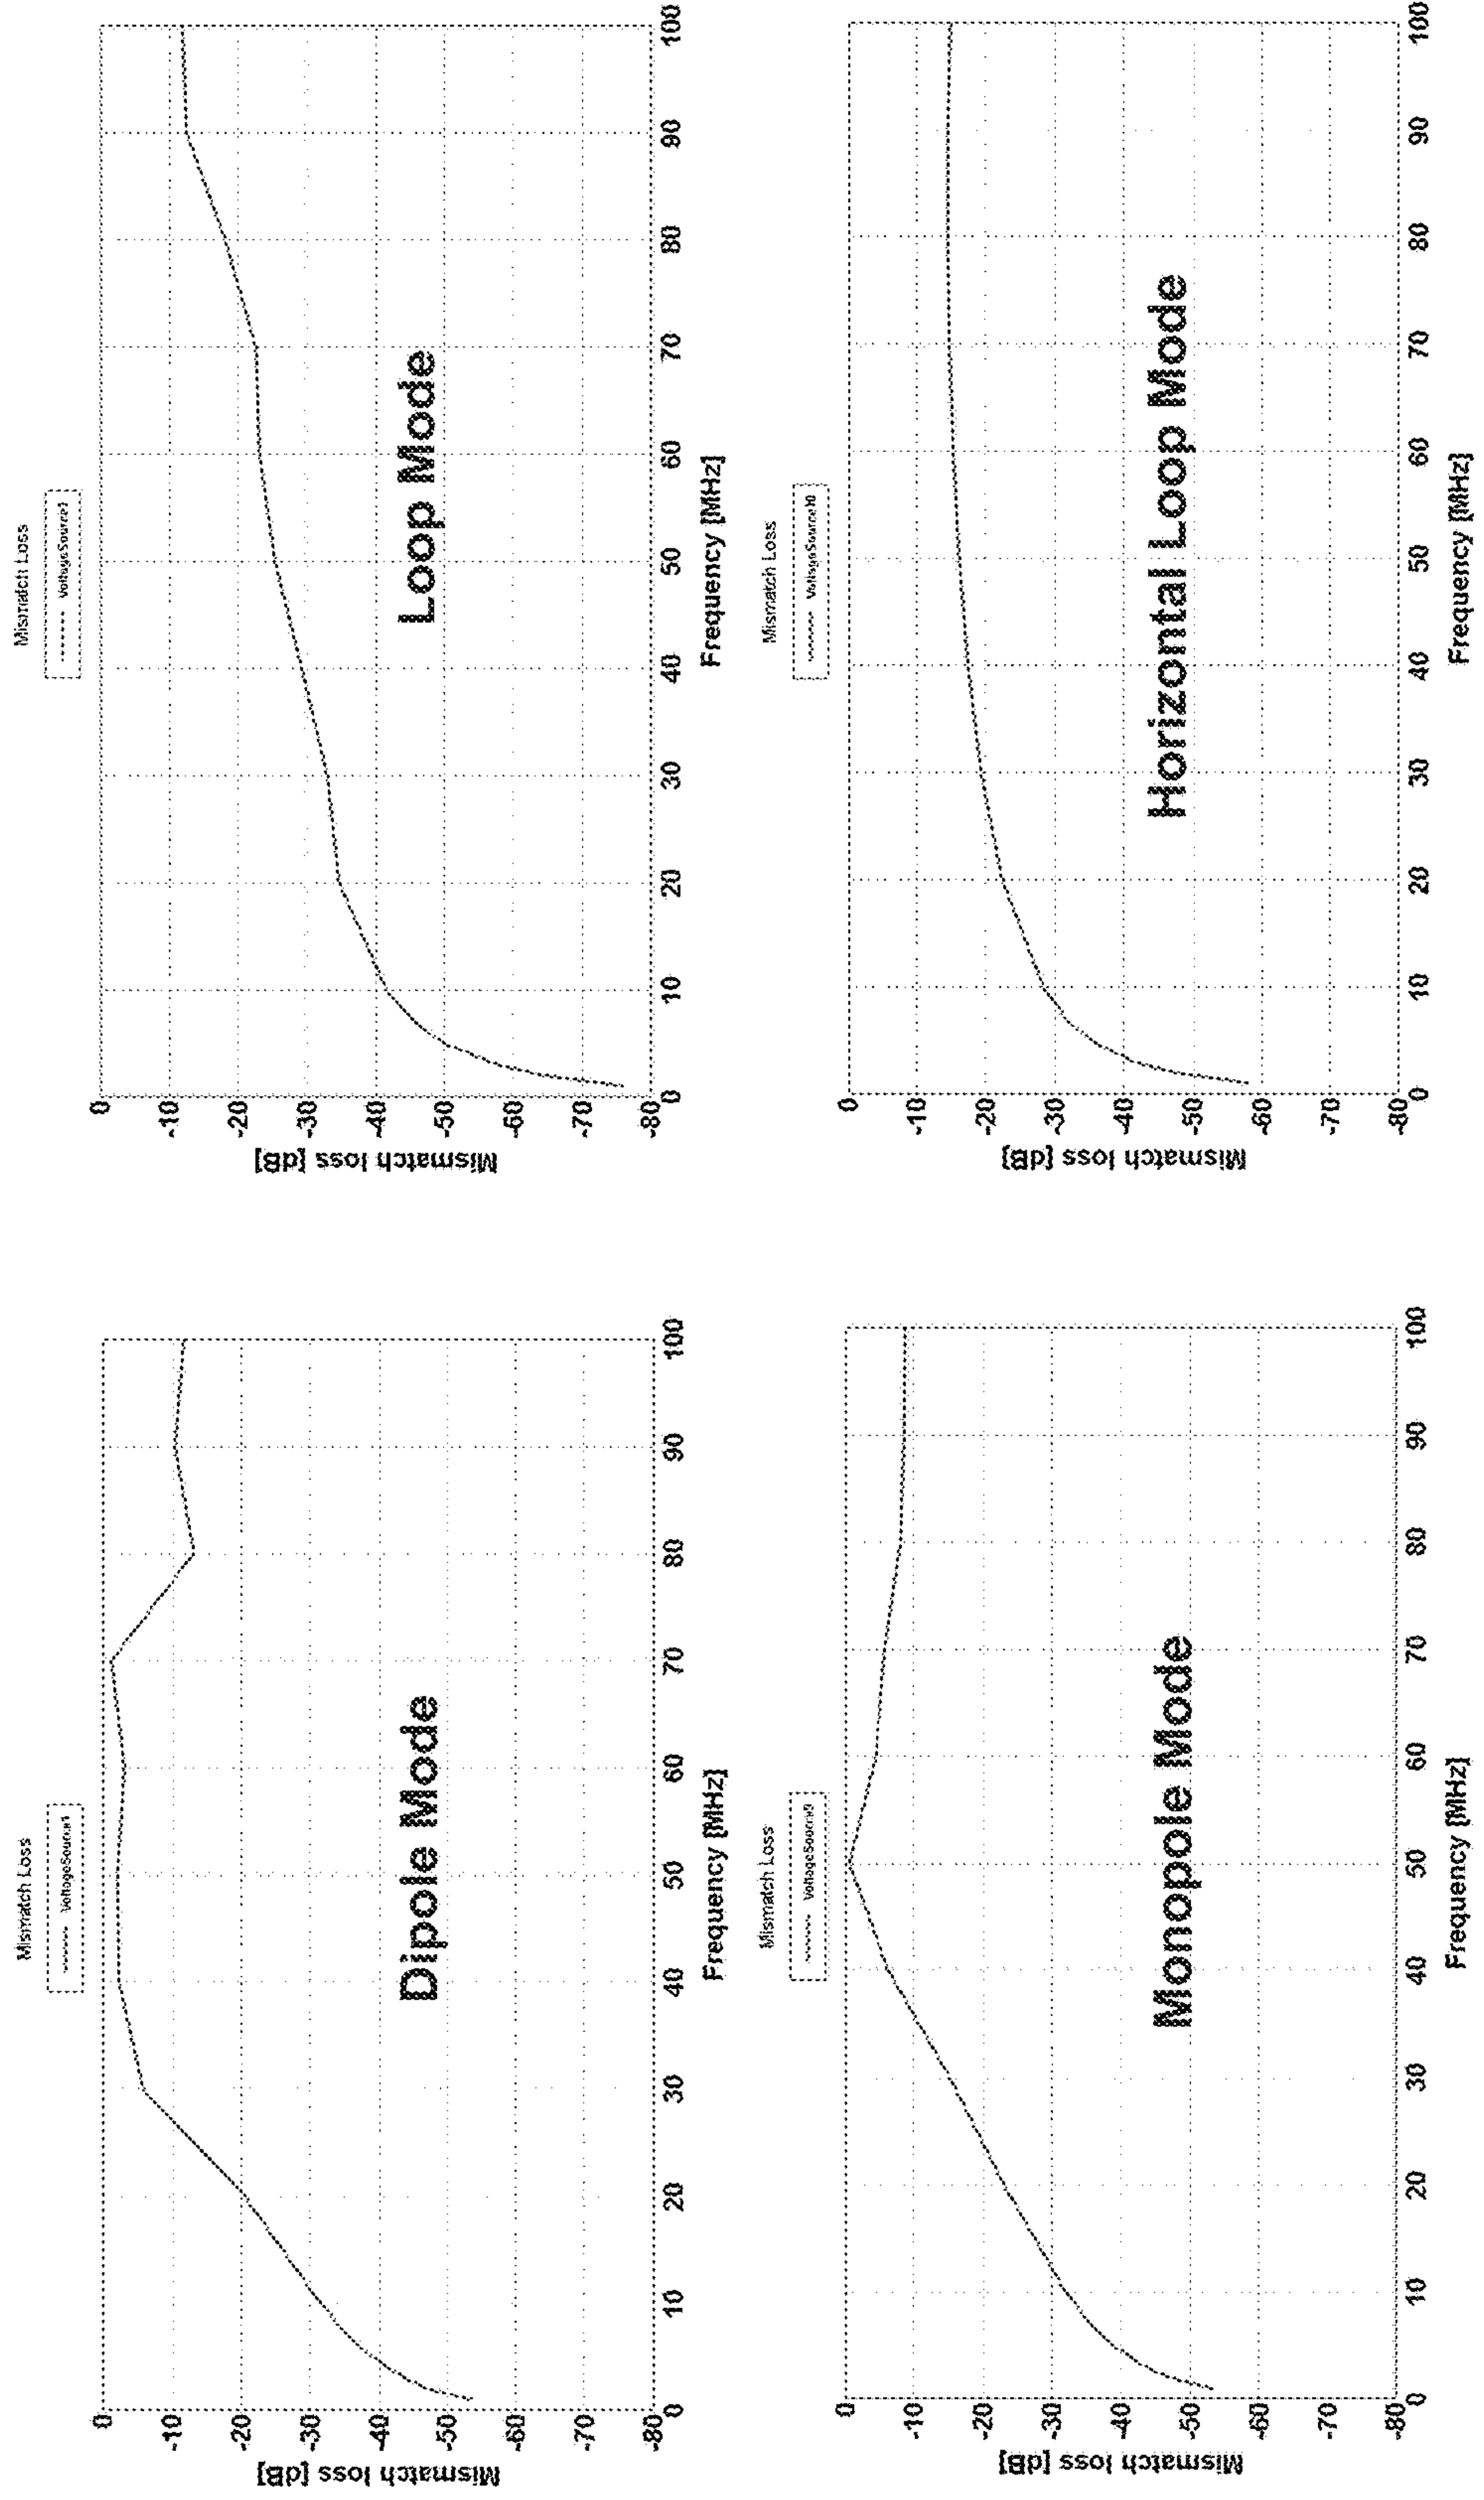 Mismatch Loss
VoltageSource1
0
-10
-20
-30
-40
-50
-60
-70
-80
Mismatch loss [dB]
0 10 20 30 40 50 60 70 80 90 100
Frequency [MHz]
Dipole Mode
Mismatch Loss
0
-10
-20
-30
-40
-50
-60
-70
-80
Mismatch loss [dB]
0 10 20 30 40 50 60 70 80 90 100
Frequency [MHz]
Loop Mode
Mismatch Loss
0
-10
-20
-30
-40
-50
-60
-70
-80
Mismatch loss [dB]
0 10 20 30 40 50 60 70 80 90 100
Frequency [MHz]
Monopole Mode
Mismatch Loss
0
-10
-20
-30
-40
-50
-60
-70
-80
Mismatch loss [dB]
0 10 20 30 40 50 60 70 80 90 100
Frequency [MHz]
Horizontal Loop Mode